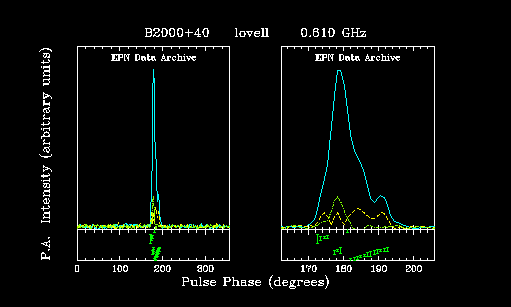 B2000+40 lovell 0.610 GHz
EPN Data Archive EPN Data Archive
P.A. Intensity (arbitrary units)
0 100 200 300 170 180 190 200
Pulse Phase (degrees)